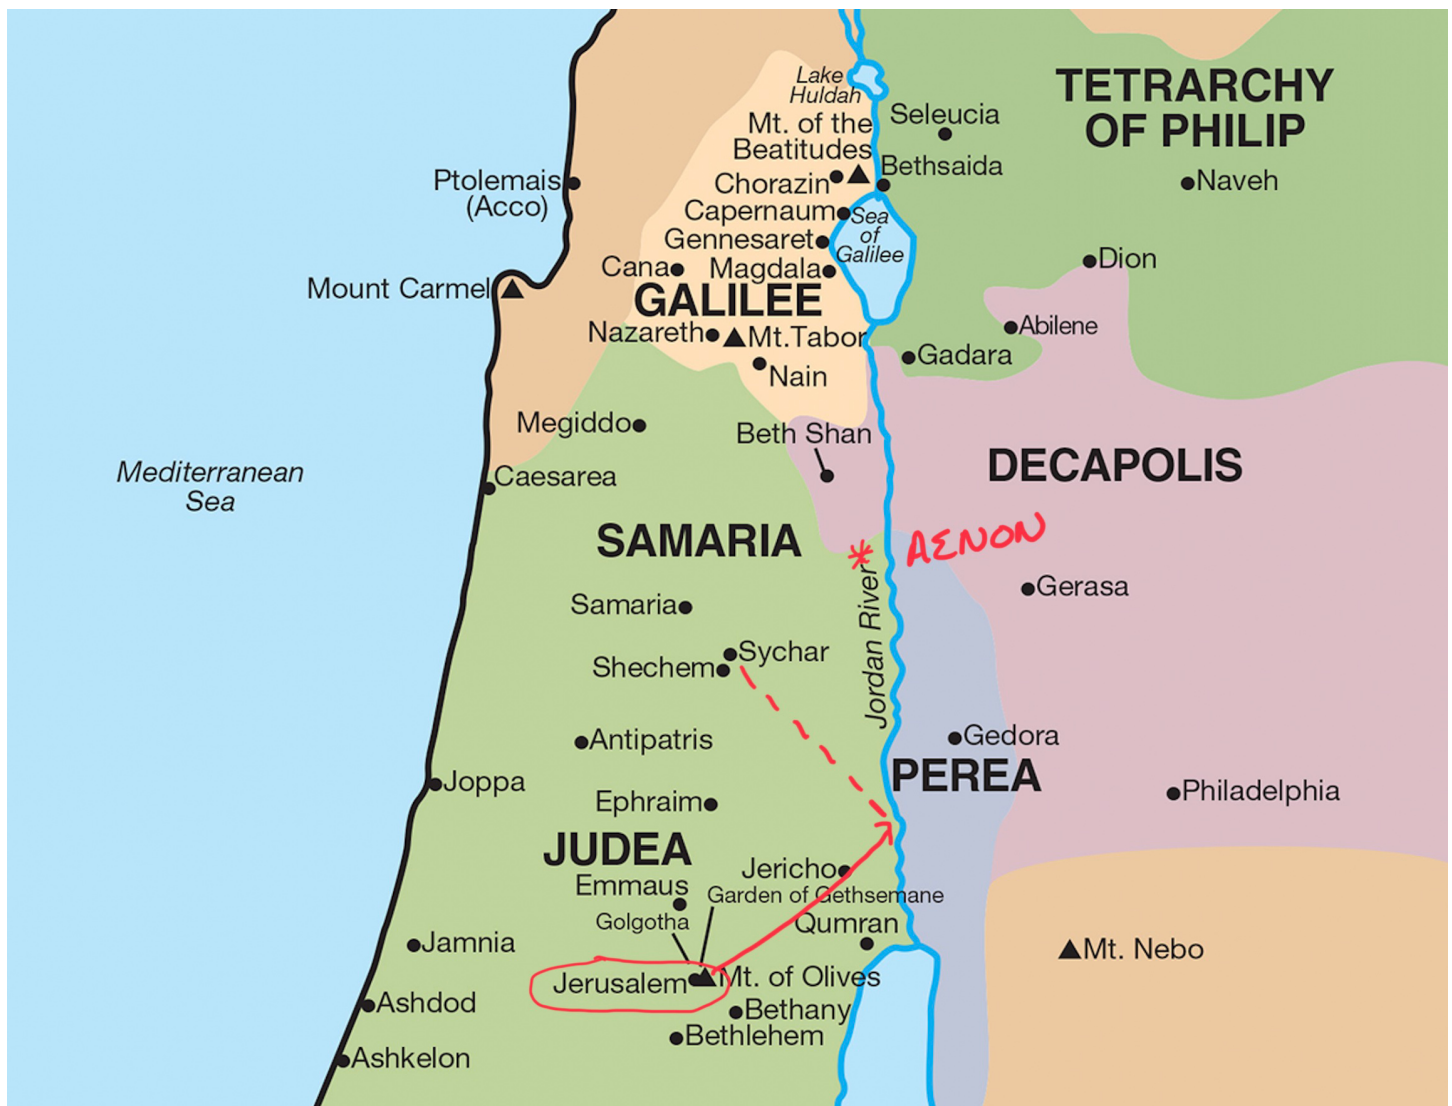 Lake
Huldah
TETRARCHY
OF PHILIP
Seleucia
Mt. of the
Beatitudes
Bethsaida
Ptolemais
(Acco)
Chorazin
Naveh
Capernaum
Sea
of
Galilee
Gennesaret
Cana
Magdala
Dion
Mount Carmel
GALILEE
Nazareth
Mt.Tabor
Abilene
Gadara
Nain
Megiddo
Beth Shan
Mediterranean
Sea
Caesarea
DECAPOLIS
SAMARIA
AΣNON
Jordan River
Gerasa
Samaria
Sychar
Shechem
Antipatris
Gedora
PEREA
Joppa
Philadelphia
Ephraim
JUDEA
Jericho
Emmaus
Garden of Gethsemane
Golgotha
Qumran
Jamnia
Mt. Nebo
Jerusalem
Mt. of Olives
Ashdod
Bethany
Bethlehem
Ashkelon